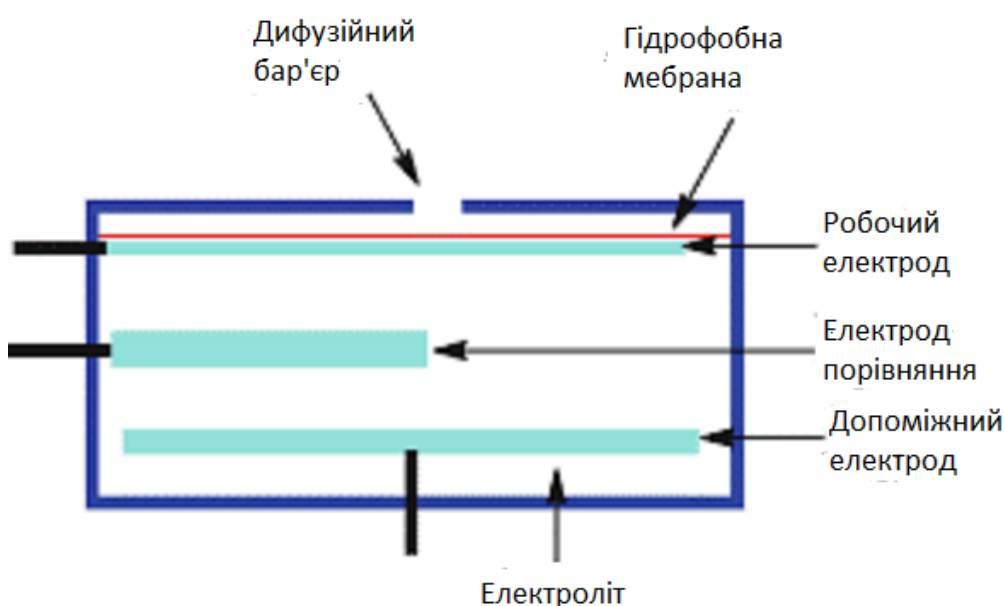 Дифузійний
бар'єр
Гідрофобна
мебрана
Робочий
електрод
Електрод
порівняння
Допоміжний
електрод
Електроліт